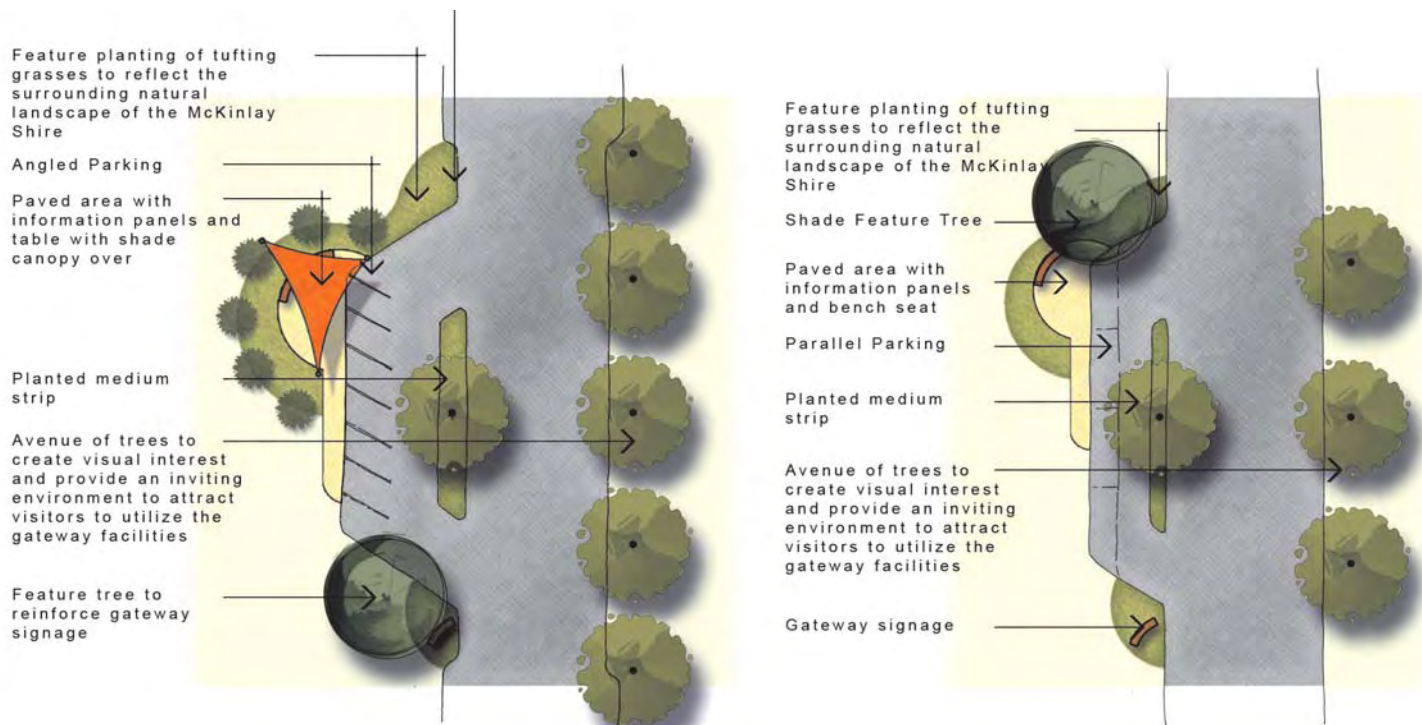 Feature planting of tufting
grasses to reflect the
surrounding natural
landscape of the McKinlay
Shire
Angled Parking
Paved area with
information panels and
table with shade
canopy over
Planted medium
strip
Avenue of trees to
create visual interest
and provide an inviting
environment to attract
visitors to utilize the
gateway facilities
Feature tree to
reinforce gateway
signage
Feature planting of tufting
grasses to reflect the
surrounding natural
landscape of the McKinlay
Shire
Shade Feature Tree
Paved area with
information panels
and bench seat
Parallel Parking
Planted medium
strip
Avenue of trees to
create visual interest
and provide an inviting
environment to attract
visitors to utilize the
gateway facilities
Gateway signage